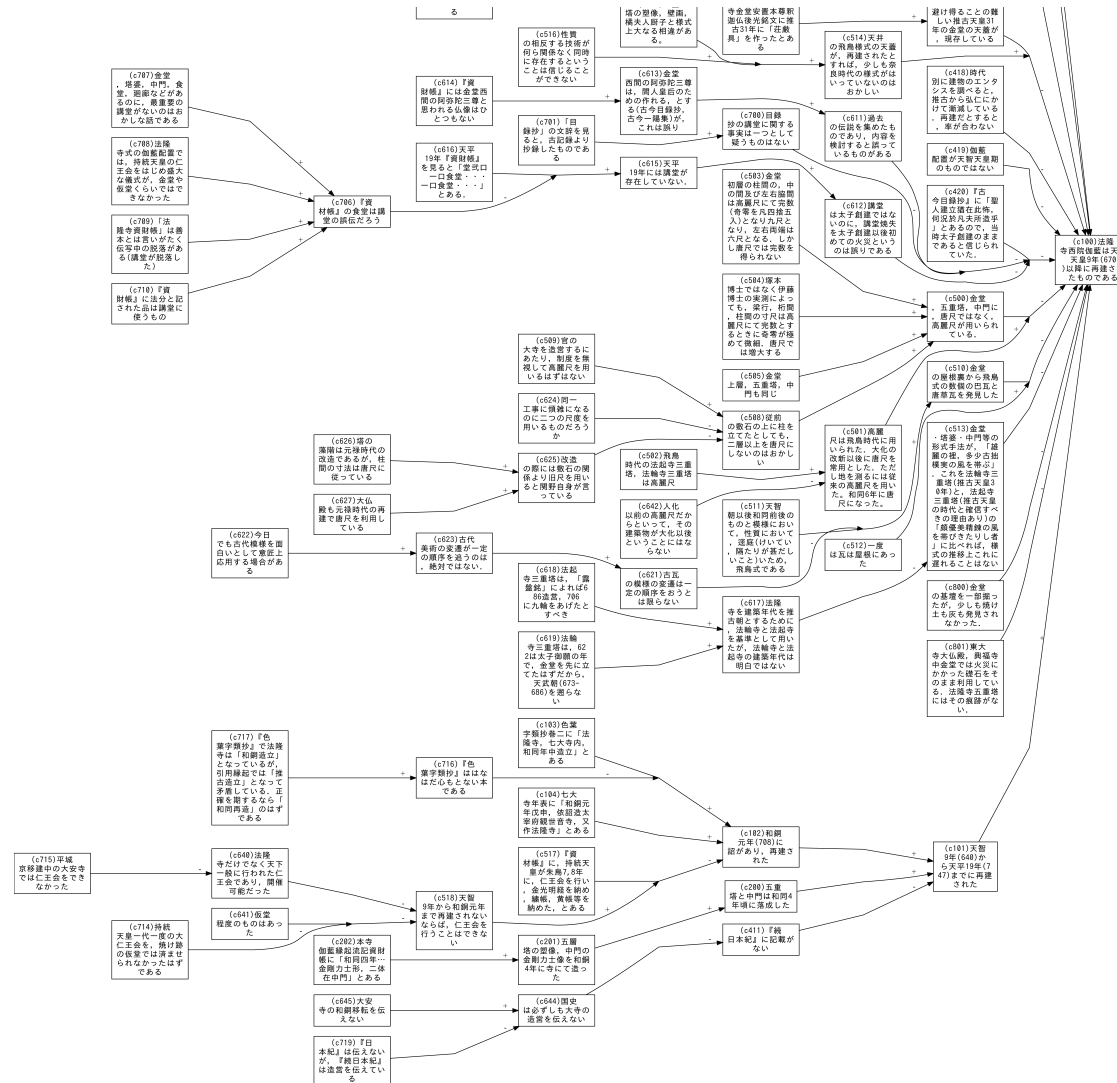 る
(c707)金堂
，塔婆，中門，食
堂，廻廊などがあ
るのに，最重要の
講堂がないのはお
かしな話である
(c708)法隆
寺式の伽藍配置で
は，持統天皇の仁
王会をはじめ盛大
な儀式が，金堂や
仮堂くらいではで
きなかった
(c709)「法
隆寺資財帳」は善
本とは言いがたく
伝写中の脱落があ
る(講堂が脱落し
た)
(c710)『資
財帳』に法分と記
された品は講堂に
使うもの
(c706)『資
材帳』の食堂は講
堂の誤伝だろう
(c614)『資
財帳』には金堂西
間の阿弥陀三尊と
思われる仏像はひ
とつもない
(c616)天平
19年『資財帳』
を見ると「堂弐口
一口食堂・・・
一口食堂・・・」
とある．
(c516)性質
の相反する技術が
何ら関係なく同時
に存在するという
ことは信じること
ができない
(c701)「目
録抄」の文辞を見
ると，古記録より
抄録したものであ
る
塔の塑像，壁画，
橘夫人厨子と様式
上大なる相違があ
る．
(c613)金堂
西間の阿弥陀三尊
は，間人皇后のた
めの作れる，とす
る(古今目録抄，
古今一陽集)が，
これは誤り
(c615)天平
19年には講堂が
存在していない．
寺金堂安置本尊釈
迦仏後光銘文に推
古31年に「荘厳
具」を作ったとあ
る
(c700)目録
抄の講堂に関する
事実は一つとして
疑うものはない
(c503)金堂
初層の柱間の，中
の間及び左右脇間
は高麗尺にて完数
(奇零を凡四捨五
入)となり九尺と
なり，左右両端は
六尺となる．しか
し唐尺では完数を
得られない
(c504)塚本
博士ではなく伊藤
博士の実測によっ
ても，梁行，桁間
，柱間の寸尺は高
麗尺にて完数とす
るときに奇零が極
めて微細．唐尺で
は増大する
(c505)金堂
上層，五重塔，中
門も同じ
(c514)天井
の飛鳥様式の天蓋
が，再建されたと
すれば，少しも奈
良時代の様式がは
いっていないのは
おかしい
(c611)過去
の伝説を集めたも
のであり，内容を
検討すると誤って
いるものがある
(c612)講堂
は太子創建ではな
いのに，講堂焼失
を太子創建以後初
めての火災という
のは誤りである
避け得ることの難
しい推古天皇31
年の金堂の天蓋が
，現存している
(c418)時代
別に建物のエンタ
シスを調べると，
推古から弘仁にか
けて漸減している
．再建だとすると
，率が合わない
(c419)伽藍
配置が天智天皇期
のものではない
(c420)『古
今目録抄』に「聖
人建立猶在此怖，
何況於凡夫所造乎
」とあるので，当
時太子創建のまま
であると信じられ
ていた．
(c100)法隆
寺西院伽藍は天
天皇9年(670
)以降に再建さ
たものである
(c500)金堂
，五重塔，中門に
，唐尺ではなく，
高麗尺が用いられ
ている．
(c510)金堂
の屋根裏から飛鳥
式の数個の巴瓦と
唐草瓦を発見した
(c509)官の
大寺を造営するに
あたり，制度を無
視して高麗尺を用
いるはずはない
(c624)同一
工事に煩雑になる
のに二つの尺度を
用いるものだろう
か
(c625)改造
の際には敷石の関
係より旧尺を用い
ると関野自身が言
っている
(c626)塔の
藻階は元禄時代の
改造であるが，柱
間の寸法は唐尺に
従っている
(c627)大仏
殿も元禄時代の再
建で唐尺を利用し
ている
(c508)従前
の敷石の上に柱を
立てたとしても，
二層以上を唐尺に
しないのはおかし
い
(c502)飛鳥
時代の法起寺三重
塔，法輪寺三重塔
は高麗尺
(c642)人化
以前の高麗尺だか
らといって，その
建築物が大化以後
ということにはな
らない
(c501)高麗
尺は飛鳥時代に用
いられた．大化の
改新以後に唐尺を
常用とした．ただ
し地を測るには従
来の高麗尺を用い
た。和同6年に唐
尺になった。
(c511)天智
朝以後和同前後の
ものと模様におい
て，性質において
，逕庭(けいてい
，隔たりが甚だし
いこと)いため，
飛鳥式である
(c512)一度
は瓦は屋根にあっ
た
(c513)金堂
・塔婆・中門等の
形式手法が，「雄
麗の裡，多少古拙
樸実の風を帯ぶ」
．これを法輪寺三
重塔(推古天皇3
0年)と，法起寺
三重塔(推古天皇
の時代と確信すべ
きの理由あり)の
「頗優美精錬の風
を帯びきたりし者
」に比べれば，様
式の推移上これに
遅れることはない
(c622)今日
でも古代模様を面
白いとして意匠上
応用する場合があ
る
(c623)古代
美術の変遷が一定
の順序を追うのは
，絶対ではない．
(c621)古瓦
の模様の変遷は一
定の順序をおうと
は限らない
(c618)法起
寺三重塔は，「露
盤銘」によれば6
86造営，706
に九輪をあげたと
すべき
(c619)法輪
寺三重塔は，62
2は太子御願の年
で，金堂を先に立
てたはずだから，
天武朝(673-
686)を遡らな
い
(c617)法隆
寺を建築年代を推
古朝とするために
，法輪寺と法起寺
を基準として用い
たが，法輪寺と法
起寺の建築年代は
明白ではない
(c800)金堂
の基壇を一部掘っ
たが，少しも焼け
土も灰も発見され
なかった．
(c801)東大
寺大仏殿，興福寺
中金堂では火災に
かかった礎石をそ
のまま利用してい
る．法隆寺五重塔
にはその痕跡がな
い．
(c717)『色
葉字類抄』で法隆
寺は「和銅造立」
となっているが，
引用縁起では「推
古造立」となって
矛盾している．正
確を期するなら「
和同再造」のはず
である
(c716)『色
葉字類抄』ははな
はだ心もとない本
である
(c103)色葉
字類抄巻二に「法
隆寺，七大寺内，
和同年中造立」と
ある
(c104)七大
寺年表に「和銅元
年戊申，依詔造太
宰府観世音寺，又
作法隆寺」とある
(c517)『資
財帳』に，持統天
皇が朱鳥7,8年
に，仁王会を行い
，金光明経を納め
，繍帳，黄帳等を
納めた，とある
(c102)和銅
元年(708)に
詔があり，再建さ
れた
(c101)天智
9年(640)か
ら天平19年(7
47)までに再建
された
(c715)平城
京移建中の大安寺
では仁王会をで
きなかった
(c640)法隆
寺だけでなく天下
一般に行われた仁
王会であり，開催
可能だった
(c641)仮堂
程度のものはあっ
た
(c714)持統
天皇一代一度の大
仁王会を，焼け跡
の仮堂では済ませ
られなかったはず
である
(c518)天智
9年から和銅元年
まで再建されない
ならば，仁王会を
行うことはできな
い
(c200)五重
塔と中門は和同4
年頃に落成した
(c202)本寺
伽藍縁起流記資財
帳に「和同四年…
金剛力士形，二体
在中門」とある
(c201)五層
塔の塑像，中門の
金剛力士像を和銅
4年に寺にて造っ
た
(c411)『続
日本紀』に記載が
ない
(c645)大安
寺の和銅移転を伝
えない
(c644)国史
は必ずしも大寺の
造営を伝えない
(c719)『日
本紀』は伝えない
が，『続日本紀』
は造営を伝えてい
る